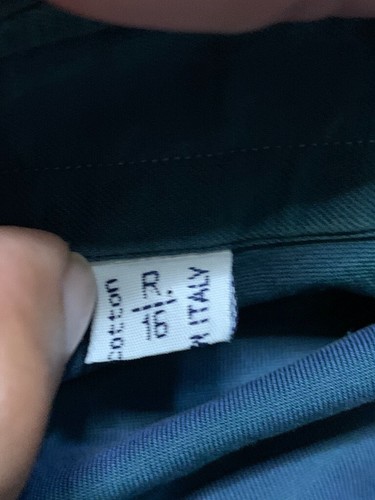 cotton
R.
16
N ITALY